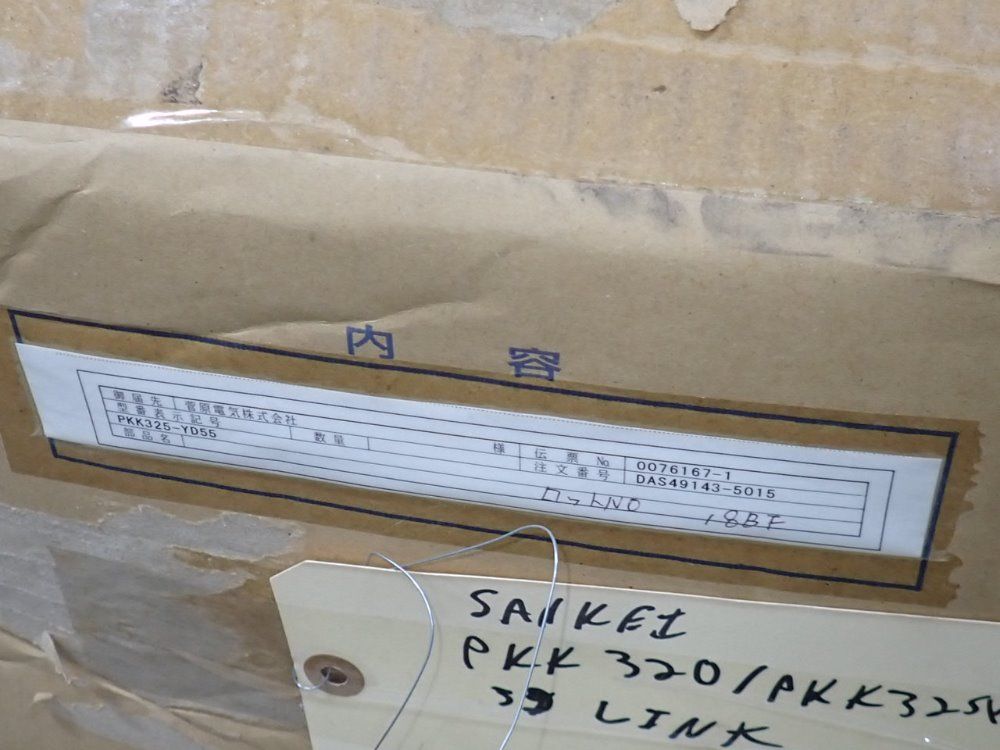 内容
御届先 菅原電気株式会社 様 伝票No 0076167-1
型番表示記号 数量 注文番号 DAS49143-5015
PKK325-YD55
部品名
ロットNO 18BF
SANKEI
PKK 320/PKK325
LINK